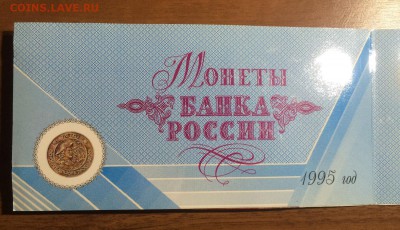 COINS.LAVE.RU
Монеты
БАНКА
РОССИИ
1995 год